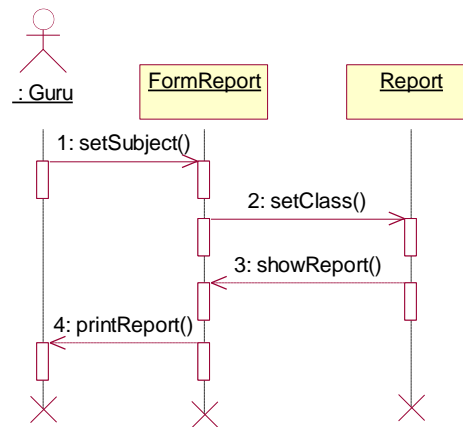 : Guru
FormReport
Report
1: setSubject()
2: setClass()
3: showReport()
4: printReport()